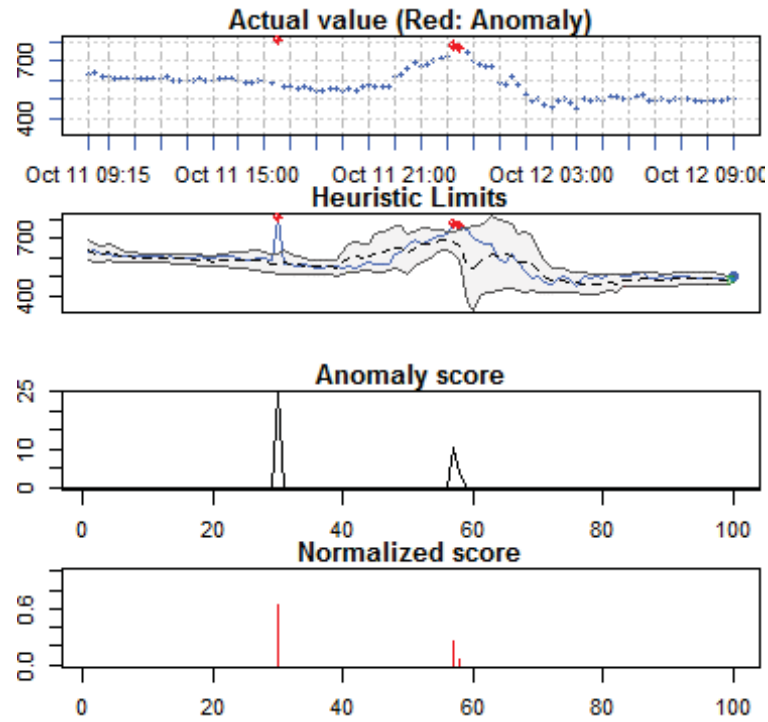 Actual value (Red: Anomaly)
700
400
Oct 11 09:15 Oct 11 15:00 Oct 11 21:00 Oct 12 03:00 Oct 12 09:00
Heuristic Limits
700
400
Anomaly score
25
10
0
0 20 40 60 80 100
Normalized score
0.6
0.0
0 20 40 60 80 100